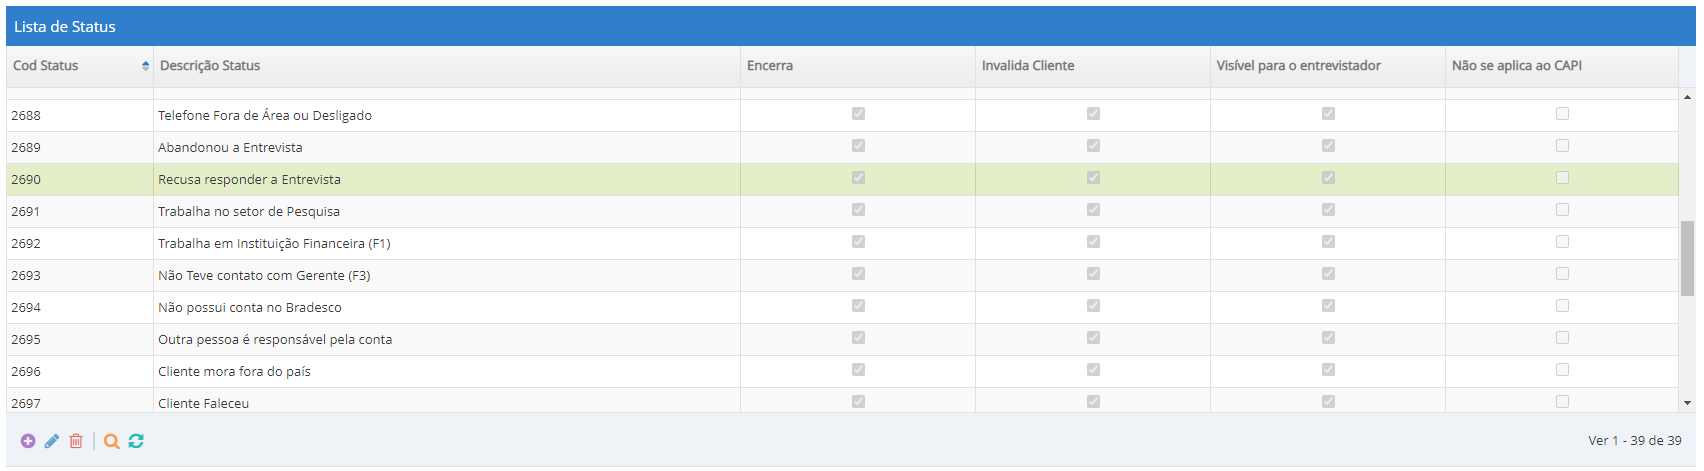 Lista de Status
Cod Status Descrição Status Encerra Invalida Cliente Visível para o entrevistador Não se aplica ao CAPI
2688 Telefone Fora de Área ou Desligado
2689 Abandonou a Entrevista
2690 Recusa responder a Entrevista
2691 Trabalha no setor de Pesquisa
2692 Trabalha em Instituição Financeira (F1)
2693 Não Teve contato com Gerente (F3)
2694 Não possui conta no Bradesco
2695 Outra pessoa é responsável pela conta
2696 Cliente mora fora do país
2697 Cliente Faleceu
Ver 1 - 39 de 39